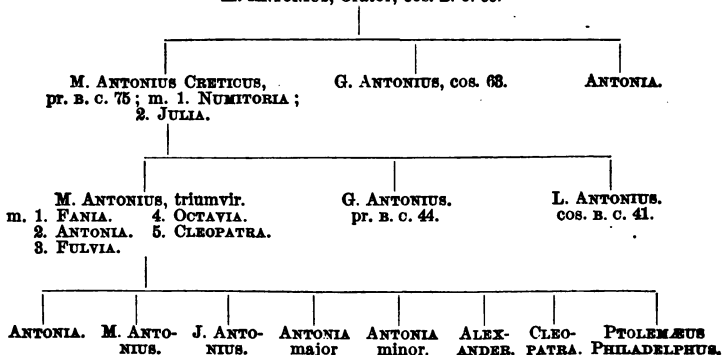 M. ANTONIUS CRETICUS,
pr. B. C. 75; m. 1. NUMITORIA;
2. JULIA.
G. ANTONIUS, cos. 63.
ANTONIA.
M. ANTONIUS, triumvir.
m. 1. FANIA. 4. OCTAVIA.
2. ANTONIA. 5. CLEOPATRA.
3. FULVIA.
G. ANTONIUS.
pr. B. C. 44.
L. ANTONIUS.
cos. B. C. 41.
ANTONIA.
M. ANTO-
NIUS.
J. ANTO-
NIUS.
ANTONIA
major
ANTONIA
minor.
ALEX-
ANDER.
CLEO-
PATRA.
PTOLEMÆUS
PHILADELPHUS.